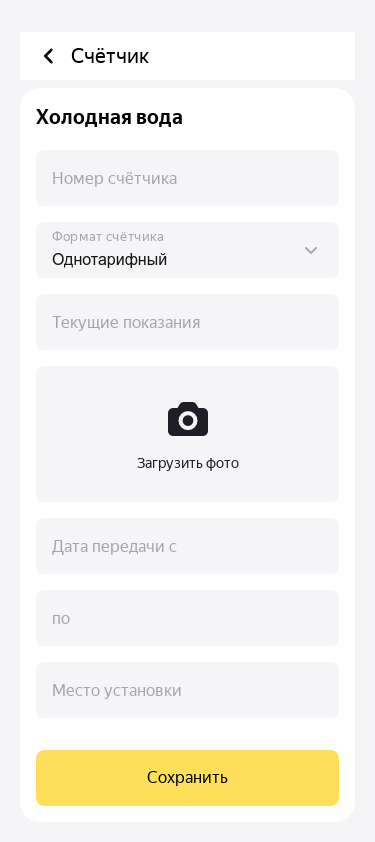 Счётчик
Холодная вода
Номер счётчика
Формат счётчика
Однотарифный
Текущие показания
Загрузить фото
Дата передачи с
по
Место установки
Сохранить